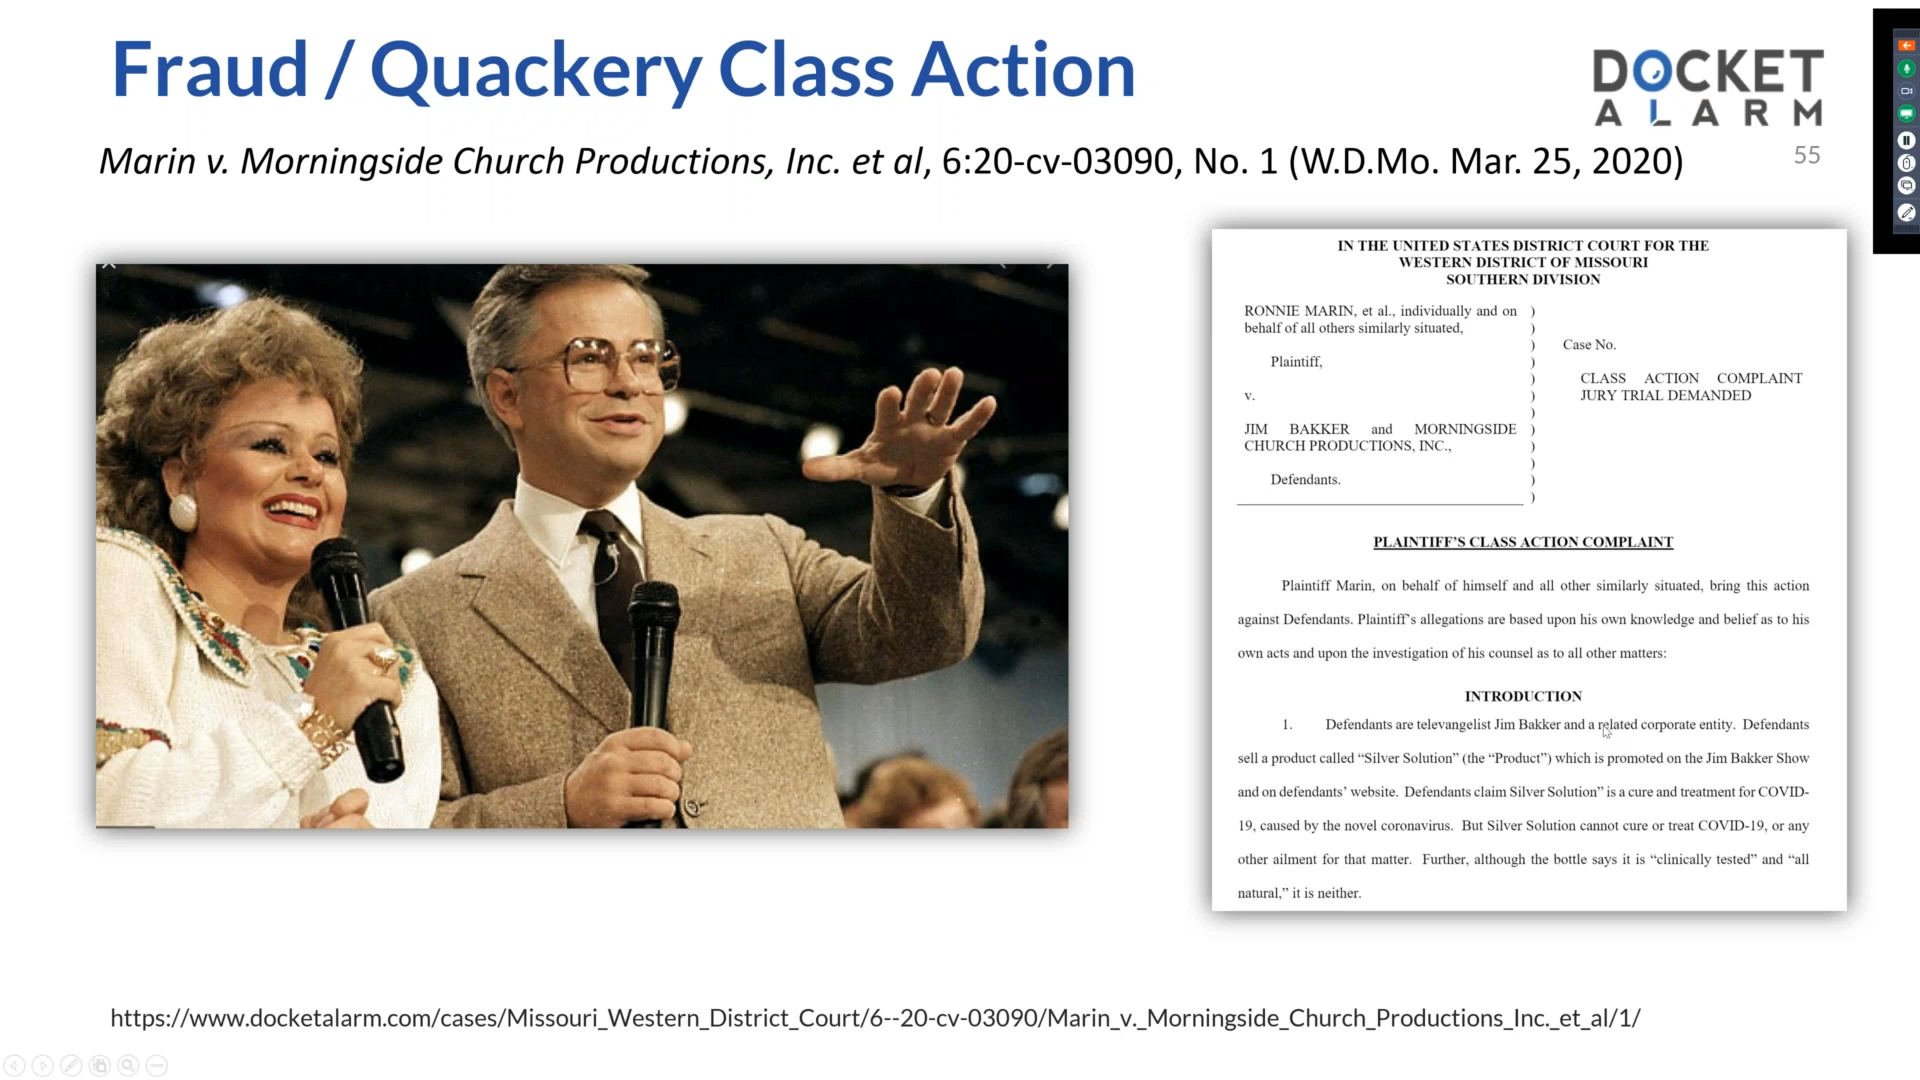 Fraud / Quackery Class Action
DOCKET
ALARM
Marin v. Morningside Church Productions, Inc. et al, 6:20-cv-03090, No. 1 (W.D.Mo. Mar. 25, 2020)
55
IN THE UNITED STATES DISTRICT COURT FOR THE
WESTERN DISTRICT OF MISSOURI
SOUTHERN DIVISION
RONNIE MARIN, et al., individually and on )
behalf of all others similarly situated, )
) Case No.
Plaintiff, )
) CLASS ACTION COMPLAINT
v. ) JURY TRIAL DEMANDED
)
JIM BAKKER and MORNINGSIDE )
CHURCH PRODUCTIONS, INC., )
)
Defendants. )
)
PLAINTIFF’S CLASS ACTION COMPLAINT
Plaintiff Marin, on behalf of himself and all other similarly situated, bring this action
against Defendants. Plaintiff’s allegations are based upon his own knowledge and belief as to his
own acts and upon the investigation of his counsel as to all other matters:
INTRODUCTION
1. Defendants are televangelist Jim Bakker and a related corporate entity. Defendants
sell a product called “Silver Solution” (the “Product”) which is promoted on the Jim Bakker Show
and on defendants’ website. Defendants claim Silver Solution” is a cure and treatment for COVID-
19, caused by the novel coronavirus. But Silver Solution cannot cure or treat COVID-19, or any
other ailment for that matter. Further, although the bottle says it is “clinically tested” and “all
natural,” it is neither.
https://www.docketalarm.com/cases/Missouri_Western_District_Court/6--20-cv-03090/Marin_v._Morningside_Church_Productions_Inc._et_al/1/